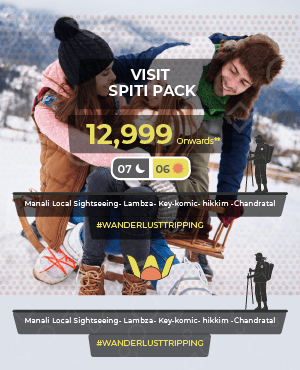 VISIT
SPITI PACK
12,999 Onwards**
07 06
Manali Local Sightseeing- Lambza- Key-komic- hikkim -Chandratal
#WANDERLUSTTRIPPING
Manali Local Sightseeing- Lambza- Key-komic- hikkim -Chandratal
#WANDERLUSTTRIPPING